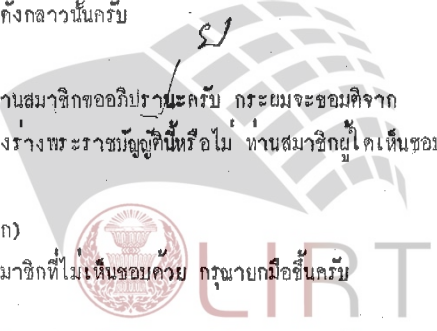 ดังกลาวนั้นครับ
ย
านสมาชิกขออภิปรานะครับ กระผมจะขอมติจาก
งร่างพระราชบัญญัตินี้หรือไม่ ท่านสมาชิกผู้ใดเห็นชอบ
ก)
มาชิกที่ไม่เห็นชอบด้วย กรุณายกมือขึ้นครับ
LIRT